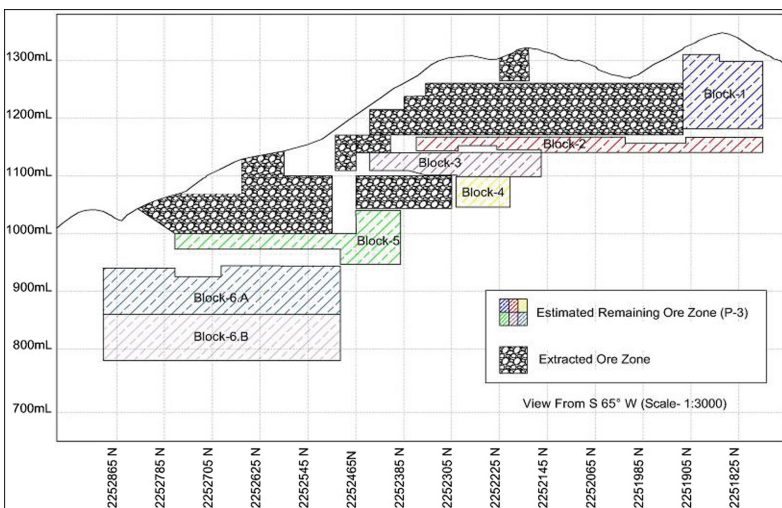 1300mL
1200mL
1100mL
1000mL
900mL
800mL
700mL
Block-1
Block-2
Block-3
Block-4
Block-5
Block-6.A
Block-6.B
Estimated Remaining Ore Zone (P-3)
Extracted Ore Zone
View From S 65° W (Scale- 1:3000)
2252865 N
2252785 N
2252705 N
2252625 N
2252545 N
2252465N
2252385 N
2252305 N
2252225 N
2252145 N
2252065 N
2251985 N
2251905 N
2251825 N